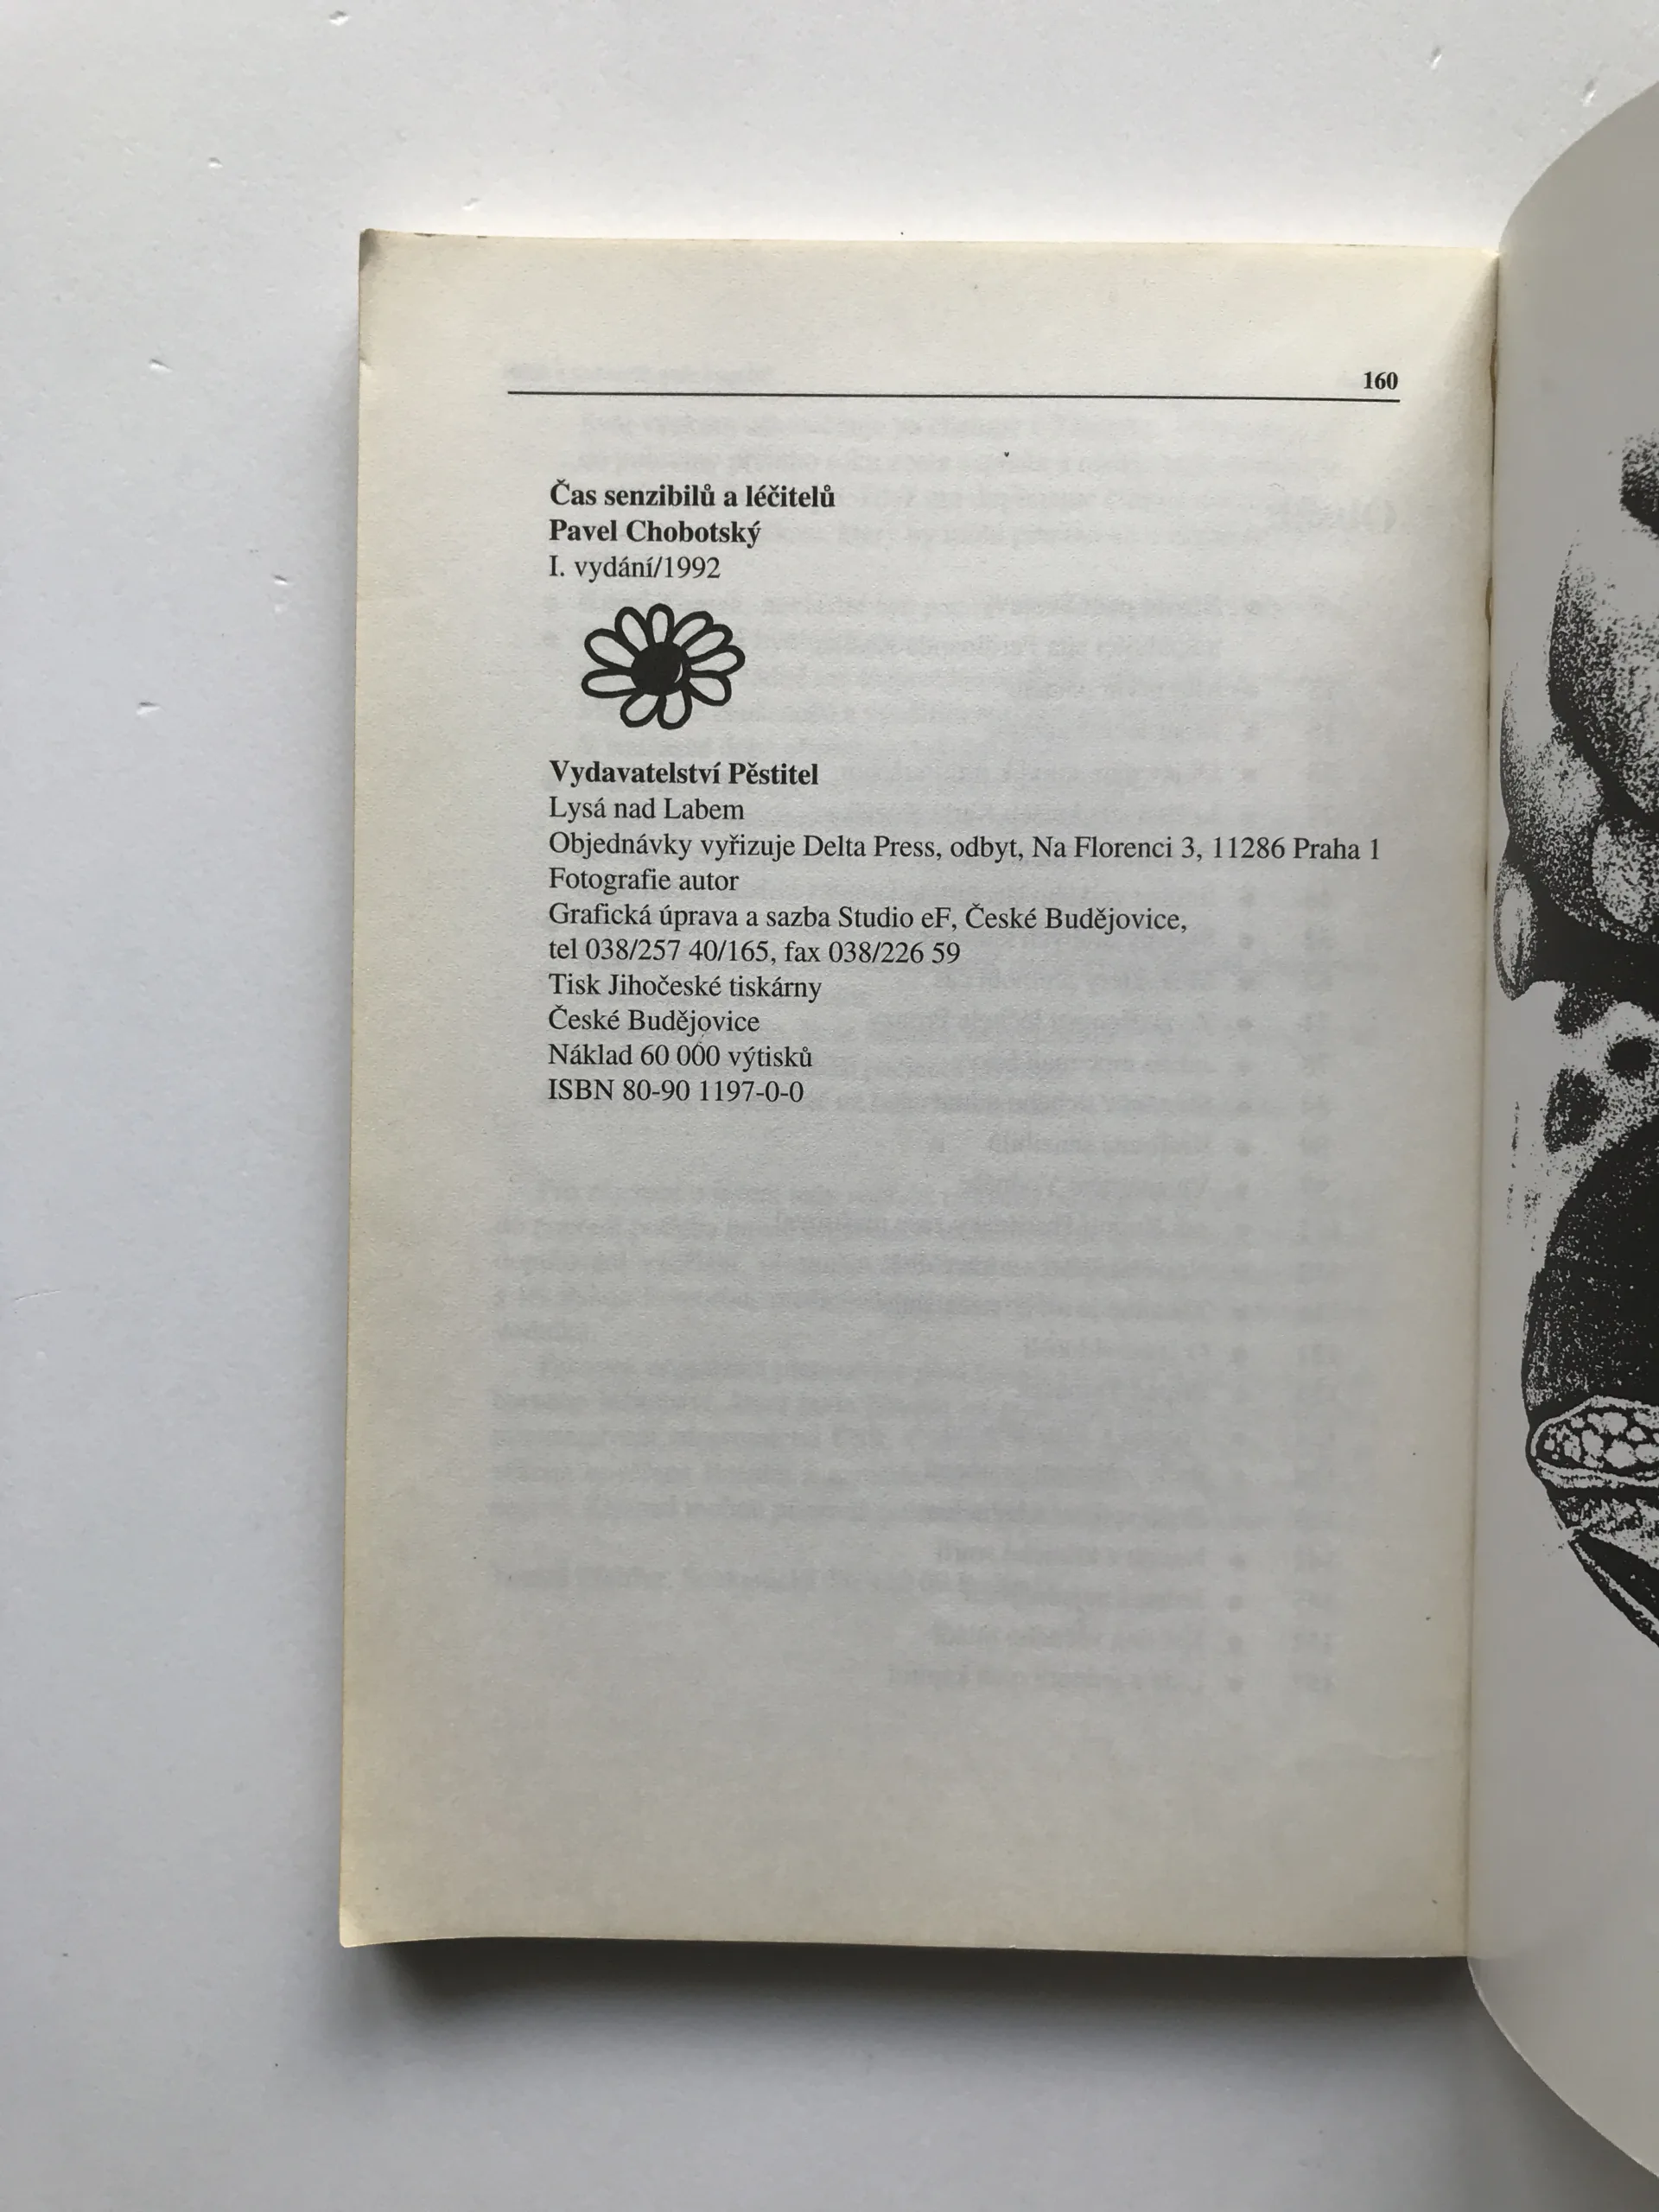 160
Čas senzibilů a léčitelů
Pavel Chobotský
I. vydání/1992
Vydavatelství Pěstitel
Lysá nad Labem
Objednávky vyřizuje Delta Press, odbyt, Na Florenci 3, 11286 Praha 1
Fotografie autor
Grafická úprava a sazba Studio eF, České Budějovice,
tel 038/257 40/165, fax 038/226 59
Tisk Jihočeské tiskárny
České Budějovice
Náklad 60 000 výtisků
ISBN 80-90 1197-0-0